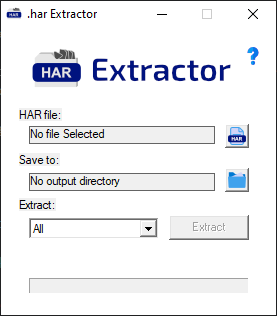 .har Extractor
HAR Extractor
?
HAR file:
No file Selected
HAR
Save to:
No output directory
Extract:
All
Extract